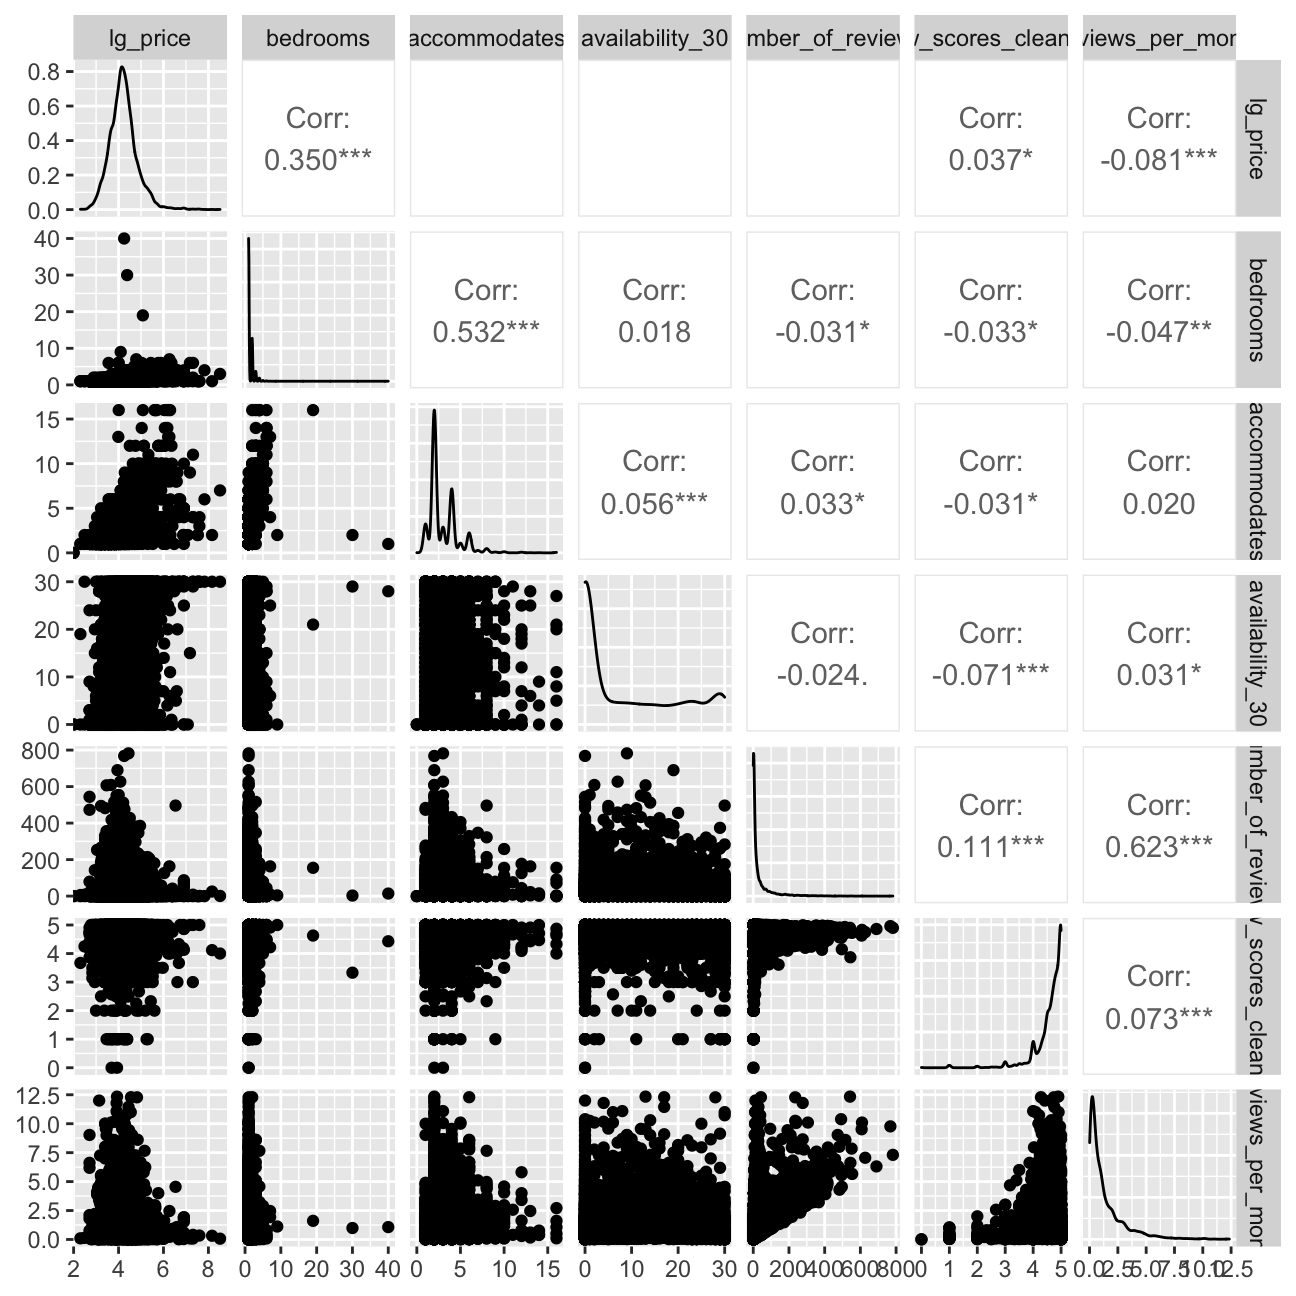 lg_price bedrooms accommodates availability_30 mber_of_review _scores_clean views_per_mon
0.8
0.6
0.4
0.2
0.0
Corr:
0.350***
Corr:
0.037*
Corr:
-0.081***
lg_price
40
30
20
10
0
Corr:
0.532***
Corr:
0.018
Corr:
-0.031*
Corr:
-0.033*
Corr:
-0.047**
bedrooms
15
10
5
0
Corr:
0.056***
Corr:
0.033*
Corr:
-0.031*
Corr:
0.020
accommodates
30
20
10
0
Corr:
-0.024.
Corr:
-0.071***
Corr:
0.031*
availability_30
800
600
400
200
0
Corr:
0.111***
Corr:
0.623***
mber_of_review
5
4
3
2
1
0
Corr:
0.073***
_scores_clean
12.5
10.0
7.5
5.0
2.5
0.0
views_per_mor
2 4 6 8 0 10 20 30 40 0 5 10 15 0 10 20 30 0 200 400 600 800 0 1 2 3 4 5 0.0 2.5 5.0 7.5 10.0 12.5